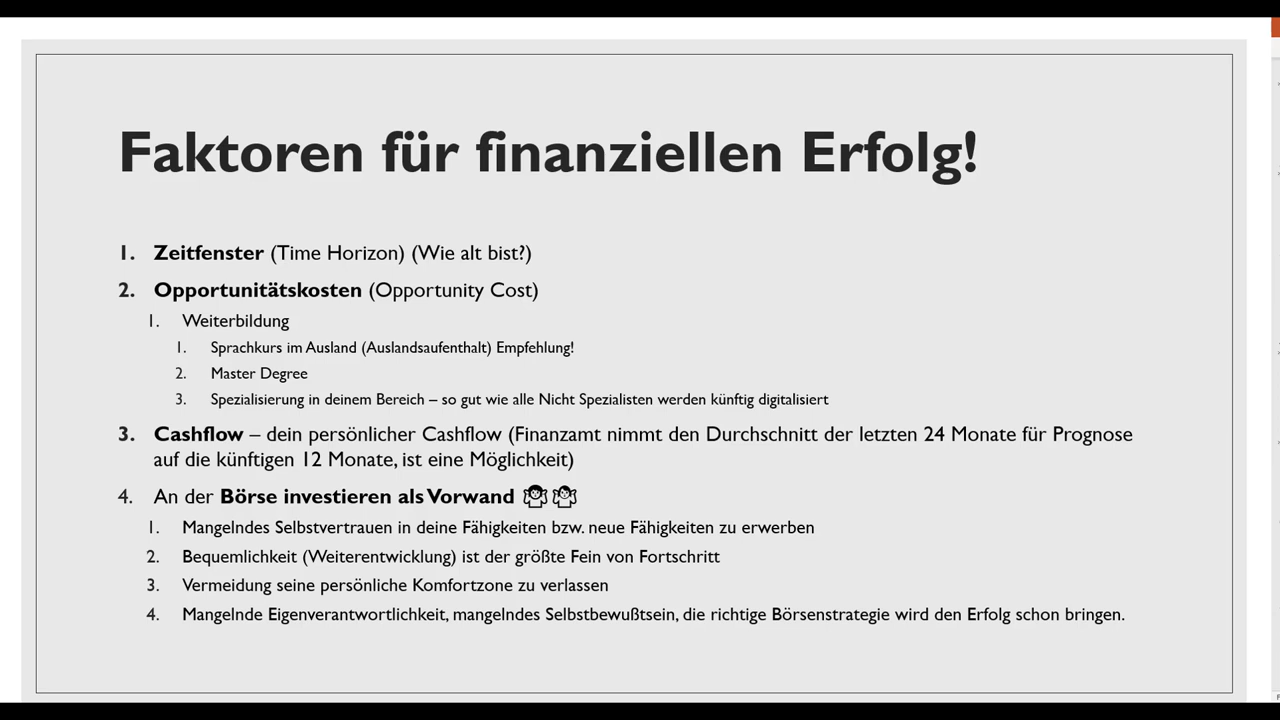 Faktoren für finanziellen Erfolg!
1. Zeitfenster (Time Horizon) (Wie alt bist?)
2. Opportunitätskosten (Opportunity Cost)
1. Weiterbildung
1. Sprachkurs im Ausland (Auslandsaufenthalt) Empfehlung!
2. Master Degree
3. Spezialisierung in deinem Bereich – so gut wie alle Nicht Spezialisten werden künftig digitalisiert
3. Cashflow – dein persönlicher Cashflow (Finanzamt nimmt den Durchschnitt der letzten 24 Monate für Prognose
auf die künftigen 12 Monate, ist eine Möglichkeit)
4. An der Börse investieren als Vorwand
1. Mangelndes Selbstvertrauen in deine Fähigkeiten bzw. neue Fähigkeiten zu erwerben
2. Bequemlichkeit (Weiterentwicklung) ist der größte Fein von Fortschritt
3. Vermeidung seine persönliche Komfortzone zu verlassen
4. Mangelnde Eigenverantwortlichkeit, mangelndes Selbstbewußtsein, die richtige Börsenstrategie wird den Erfolg schon bringen.